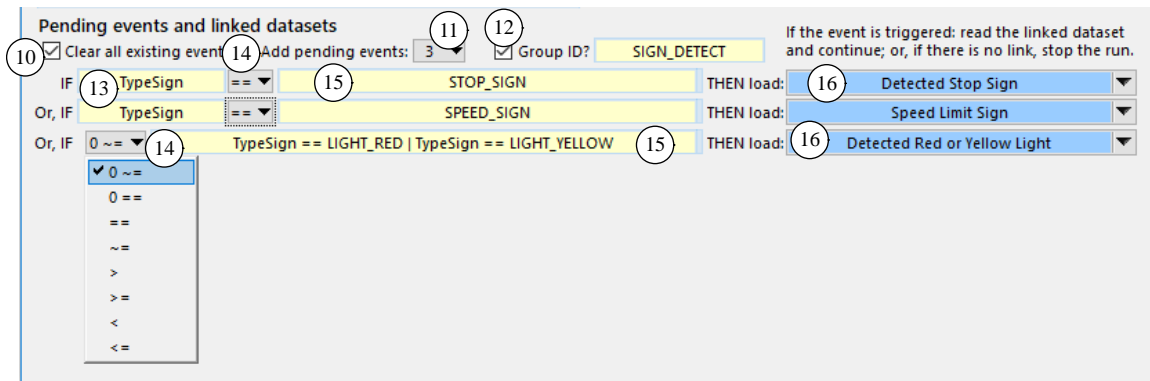 Pending events and linked datasets
11 12
If the event is triggered: read the linked dataset
10 Clear all existing event 14 Add pending events: 3 Group ID? SIGN_DETECT and continue; or, if there is no link, stop the run.
IF 13 TypeSign == 15 STOP_SIGN THEN load: 16 Detected Stop Sign
Or, IF TypeSign == SPEED_SIGN THEN load: Speed Limit Sign
Or, IF 0 ~= 14 TypeSign == LIGHT_RED | TypeSign == LIGHT_YELLOW 15 THEN load: 16 Detected Red or Yellow Light
✔ 0 ~=
0 ==
==
~=
>
>=
<
<=